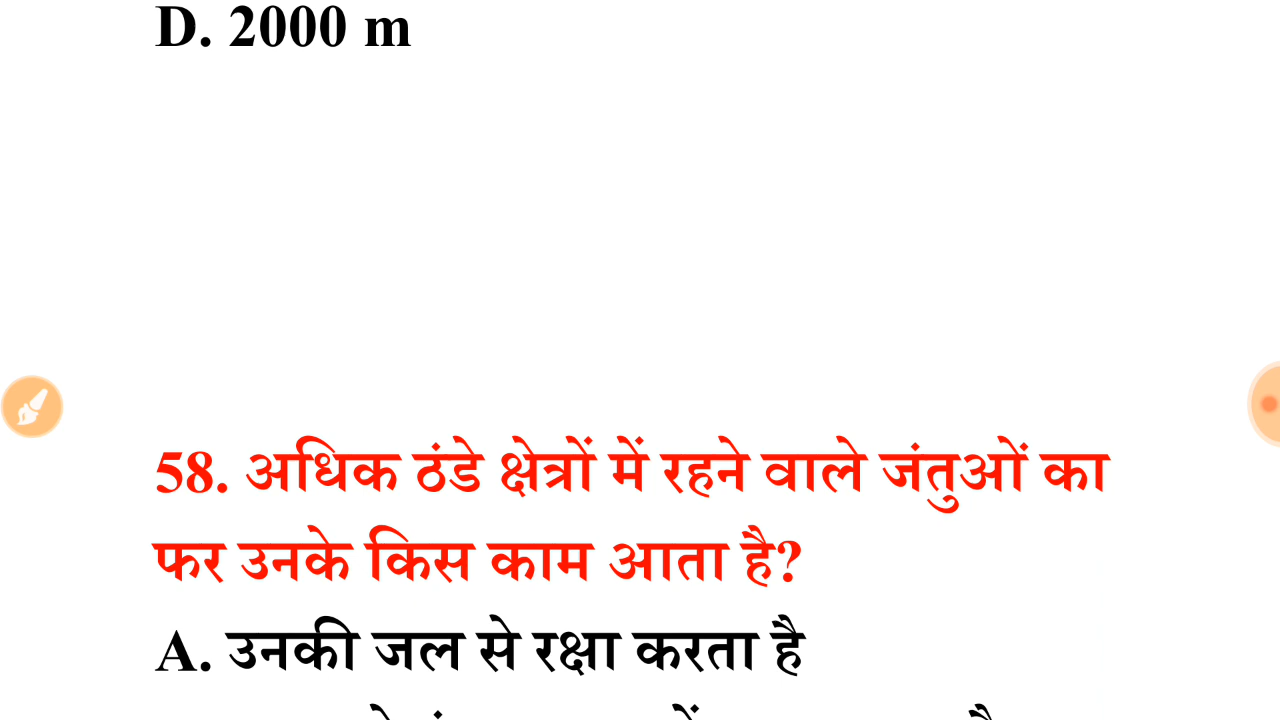 D. 2000 m
58. अधिक ठंडे क्षेत्रों में रहने वाले जंतुओं का
फर उनके किस काम आता है?
A. उनकी जल से रक्षा करता है